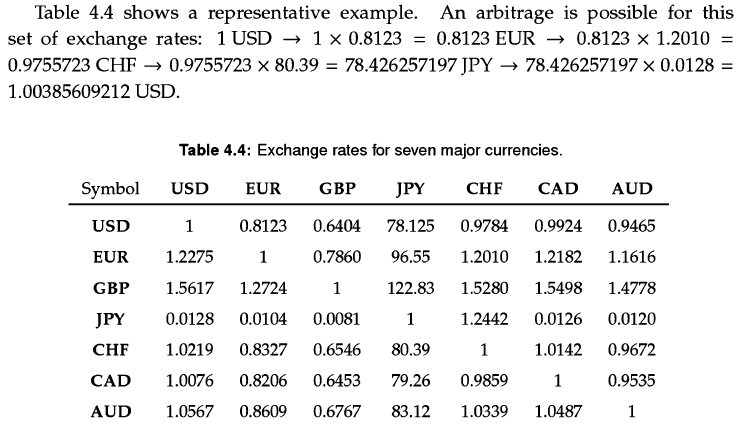 Table 4.4 shows a representative example. An arbitrage is possible for this
set of exchange rates: 1 USD → 1 × 0.8123 = 0.8123 EUR → 0.8123 × 1.2010 =
0.9755723 CHF → 0.9755723 × 80.39 = 78.426257197 JPY → 78.426257197 × 0.0128 =
1.00385609212 USD.
Table 4.4: Exchange rates for seven major currencies.
Symbol USD EUR GBP JPY CHF CAD AUD
USD 1 0.8123 0.6404 78.125 0.9784 0.9924 0.9465
EUR 1.2275 1 0.7860 96.55 1.2010 1.2182 1.1616
GBP 1.5617 1.2724 1 122.83 1.5280 1.5498 1.4778
JPY 0.0128 0.0104 0.0081 1 1.2442 0.0126 0.0120
CHF 1.0219 0.8327 0.6546 80.39 1 1.0142 0.9672
CAD 1.0076 0.8206 0.6453 79.26 0.9859 1 0.9535
AUD 1.0567 0.8609 0.6767 83.12 1.0339 1.0487 1